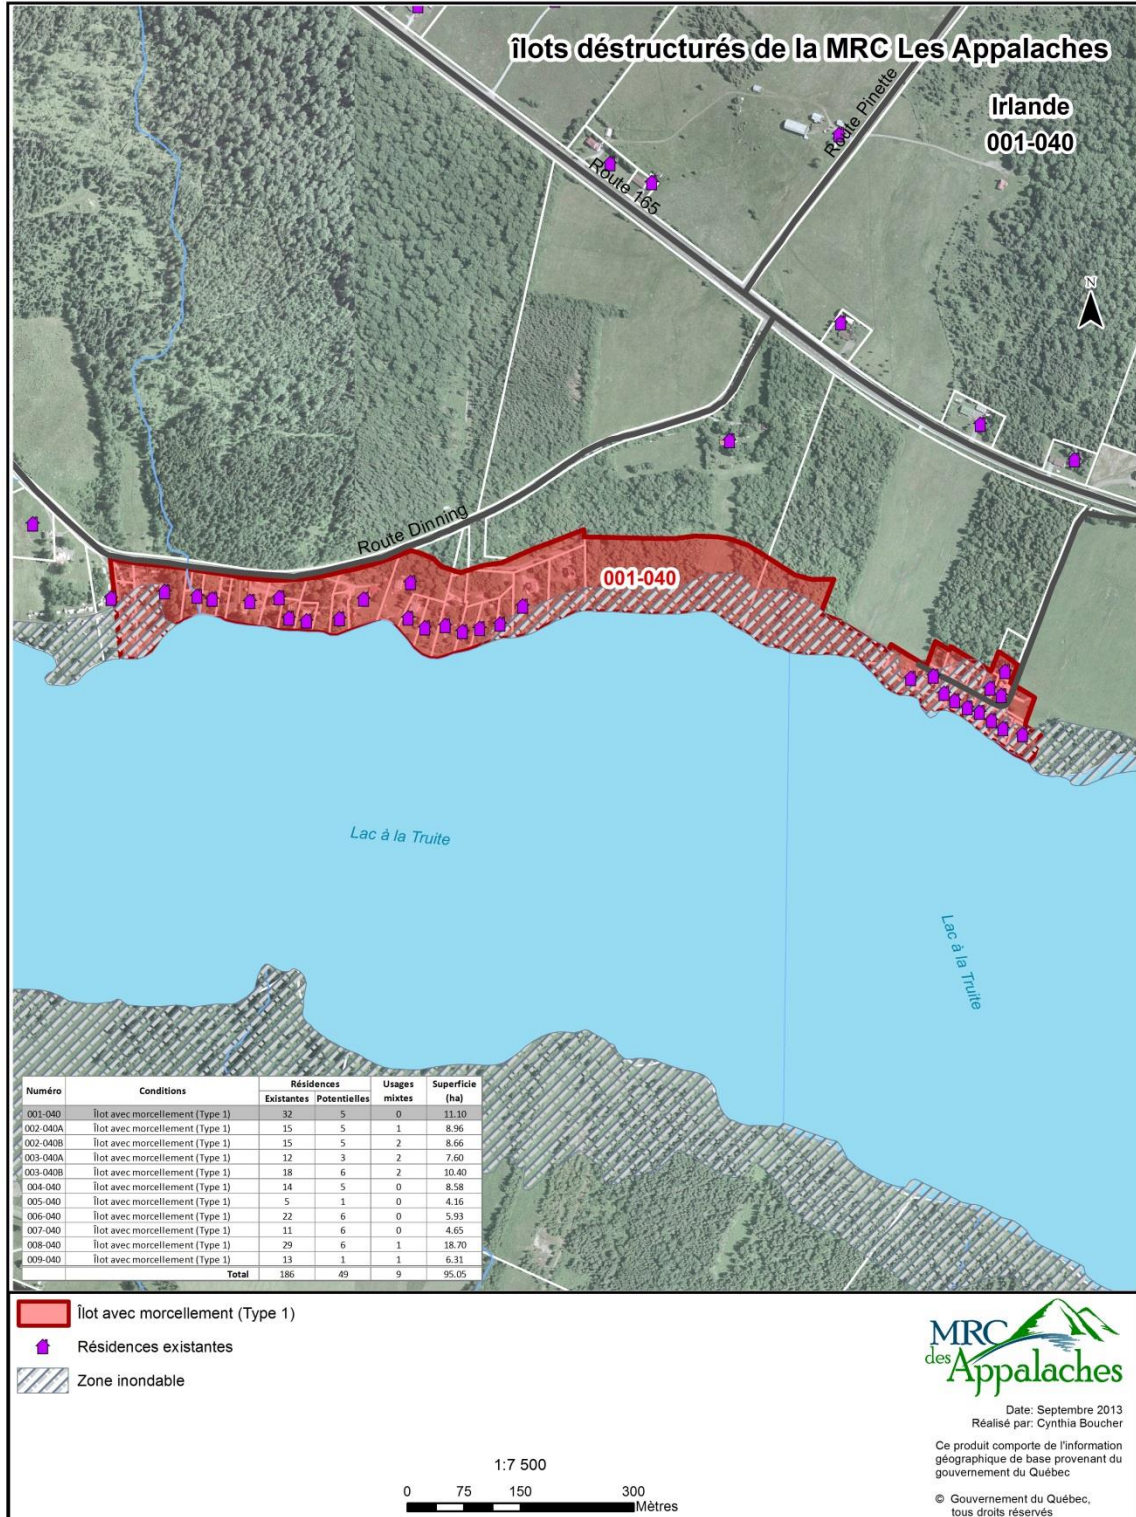 îlots déstructurés de la MRC Les Appalaches
Irlande
001-040
Route Pinette
Route 165
N
Route Dinning
001-040
Lac à la Truite
Lac à la Truite
Numéro Conditions Résidences Usages mixtes Superficie (ha)
Existantes Potentielles
001-040 Îlot avec morcellement (Type 1) 32 5 0 11.10
002-040A Îlot avec morcellement (Type 1) 15 5 1 8.96
002-040B Îlot avec morcellement (Type 1) 15 5 2 8.66
003-040A Îlot avec morcellement (Type 1) 12 3 2 7.60
003-040B Îlot avec morcellement (Type 1) 18 6 2 10.40
004-040 Îlot avec morcellement (Type 1) 14 5 0 8.58
005-040 Îlot avec morcellement (Type 1) 5 1 0 4.16
006-040 Îlot avec morcellement (Type 1) 22 6 0 5.93
007-040 Îlot avec morcellement (Type 1) 11 6 0 4.65
008-040 Îlot avec morcellement (Type 1) 29 6 1 18.70
009-040 Îlot avec morcellement (Type 1) 13 1 1 6.31
Total 186 49 9 95.05
Îlot avec morcellement (Type 1)
Résidences existantes
Zone inondable
MRC
des Appalaches
Date: Septembre 2013
Réalisé par: Cynthia Boucher
Ce produit comporte de l'information
géographique de base provenant du
gouvernement du Québec
© Gouvernement du Québec,
tous droits réservés
1:7 500
0 75 150 300
Mètres